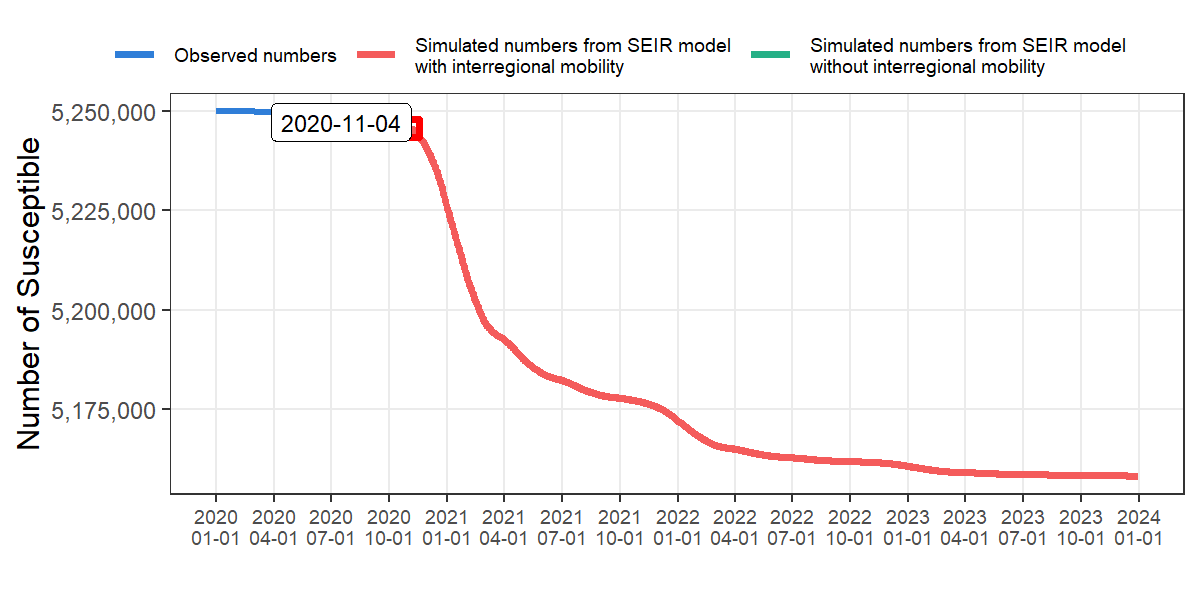 Observed numbers
Simulated numbers from SEIR model
with interregional mobility
Simulated numbers from SEIR model
without interregional mobility
Number of Susceptible
5,250,000
5,225,000
5,200,000
5,175,000
2020-11-04
2020 2020 2020 2020 2021 2021 2021 2021 2022 2022 2022 2022 2023 2023 2023 2023 2024
01-01 04-01 07-01 10-01 01-01 04-01 07-01 10-01 01-01 04-01 07-01 10-01 01-01 04-01 07-01 10-01 01-01